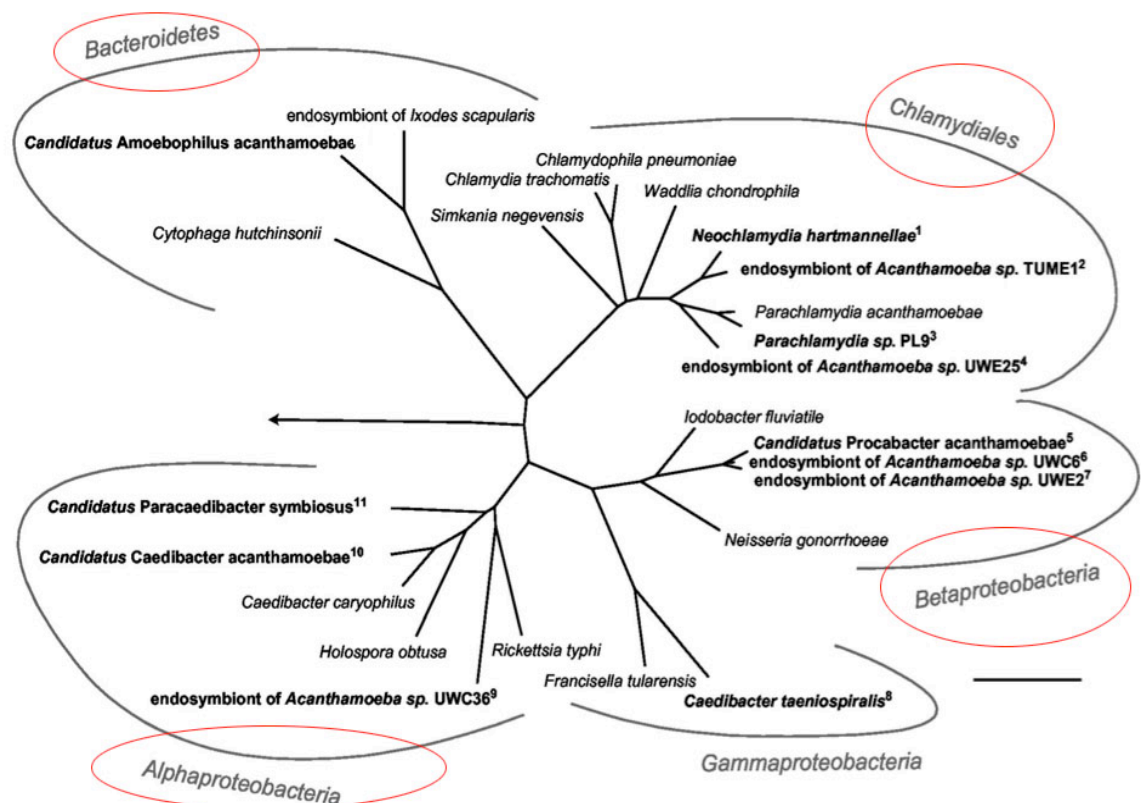 Bacteroidetes
endosymbiont of Ixodes scapularis
Candidatus Amoebophilus acanthamoebae
Cytophaga hutchinsonii
Chlamydiales
Chlamydophila pneumoniae
Chlamydia trachomatis
Waddlia chondrophila
Simkania negevensis
Neochlamydia hartmannellae¹
endosymbiont of Acanthamoeba sp. TUME1²
Parachlamydia acanthamoebae
Parachlamydia sp. PL9³
endosymbiont of Acanthamoeba sp. UWE25⁴
Iodobacter fluviatile
Candidatus Procabacter acanthamoebae⁵
endosymbiont of Acanthamoeba sp. UWC6⁶
endosymbiont of Acanthamoeba sp. UWE2⁷
Neisseria gonorrhoeae
Betaproteobacteria
Candidatus Paracaedibacter symbiosus¹¹
Candidatus Caedibacter acanthamoebae¹⁰
Caedibacter caryophilus
Holospora obtusa
Rickettsia typhi
endosymbiont of Acanthamoeba sp. UWC36⁹
Alphaproteobacteria
Francisella tularensis
Caedibacter taeniospiralis⁸
Gammaproteobacteria